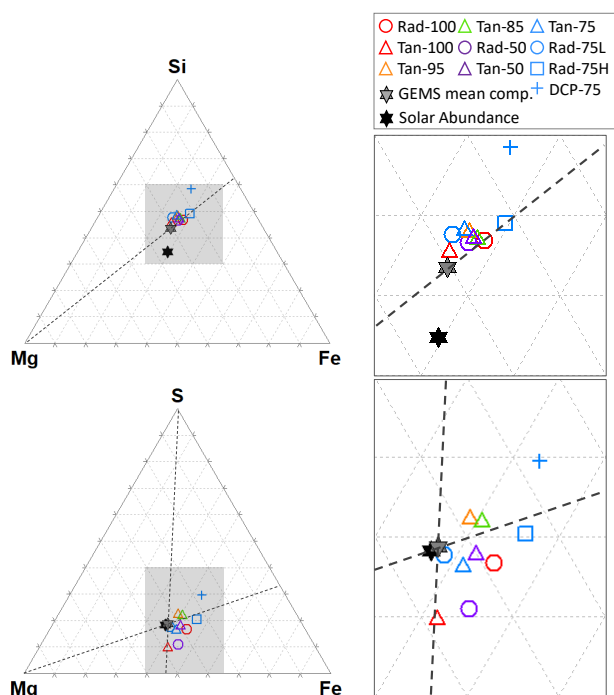 Rad-100 Tan-85 Tan-75
Tan-100 Rad-50 Rad-75L
Tan-95 Tan-50 Rad-75H
GEMS mean comp. DCP-75
Solar Abundance
Si
Mg Fe
S
Mg Fe